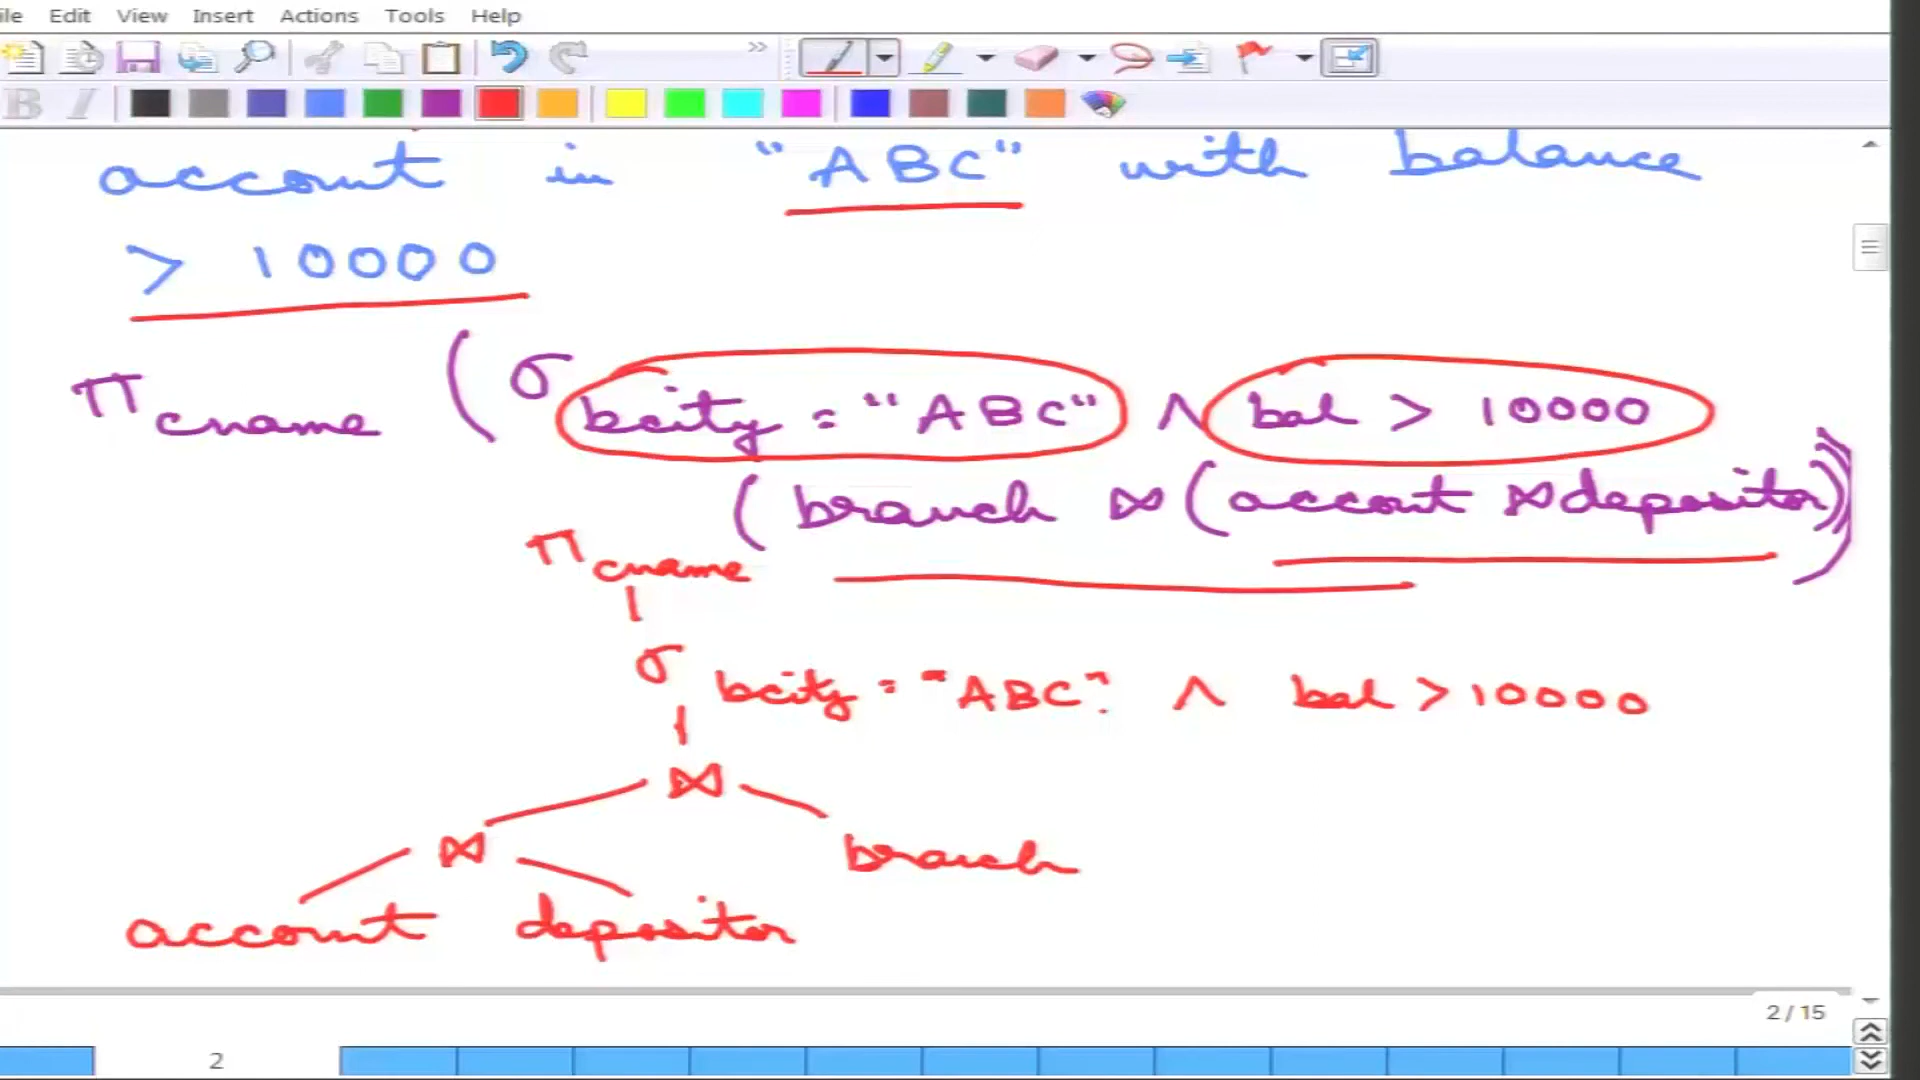 ile Edit View Insert Actions Tools Help
B I
account in "ABC" with balance
> 10000
π cname ( σ bcity = "ABC" ∧ bal > 10000
( branch ⋈ ( account ⋈ depositor )))
π cname
σ bcity = "ABC" ∧ bal > 10000
⋈
⋈ branch
account depositor
2 / 15
2